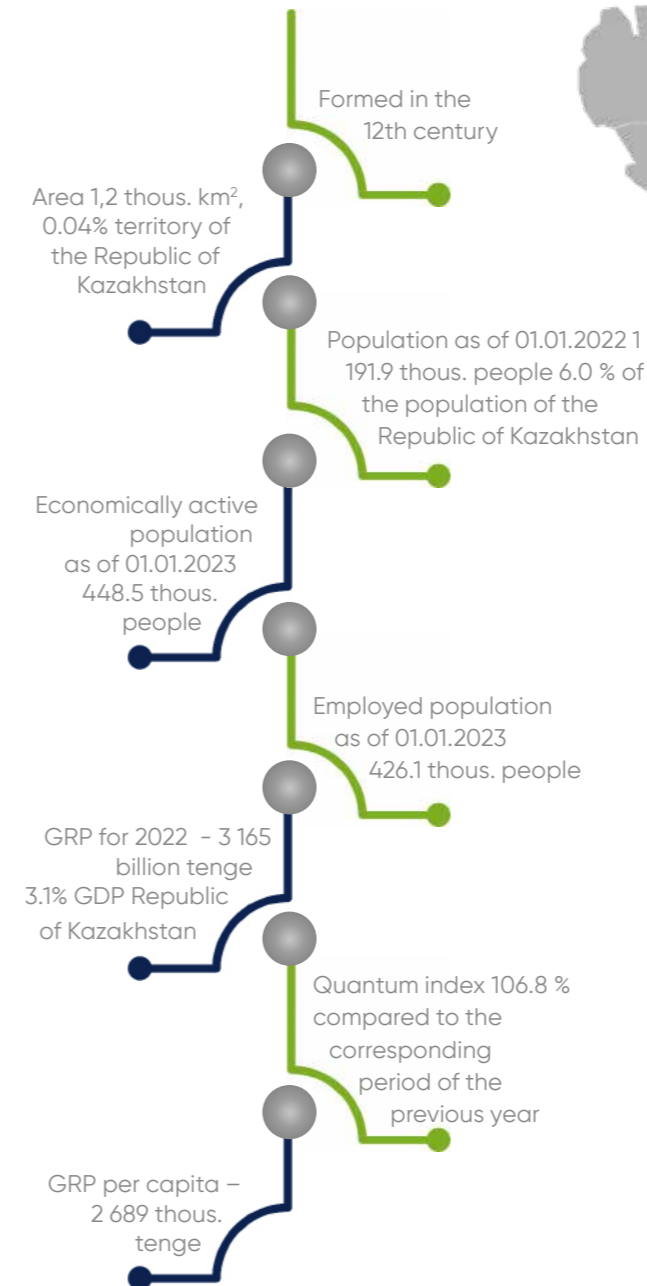 Formed in the
12th century
Area 1,2 thous. km²,
0.04% territory of
the Republic of
Kazakhstan
Population as of 01.01.2022 1
191.9 thous. people 6.0 % of
the population of the
Republic of Kazakhstan
Economically active
population
as of 01.01.2023
448.5 thous.
people
Employed population
as of 01.01.2023
426.1 thous. people
GRP for 2022 - 3 165
billion tenge
3.1% GDP Republic
of Kazakhstan
Quantum index 106.8 %
compared to the
corresponding
period of the
previous year
GRP per capita –
2 689 thous.
tenge